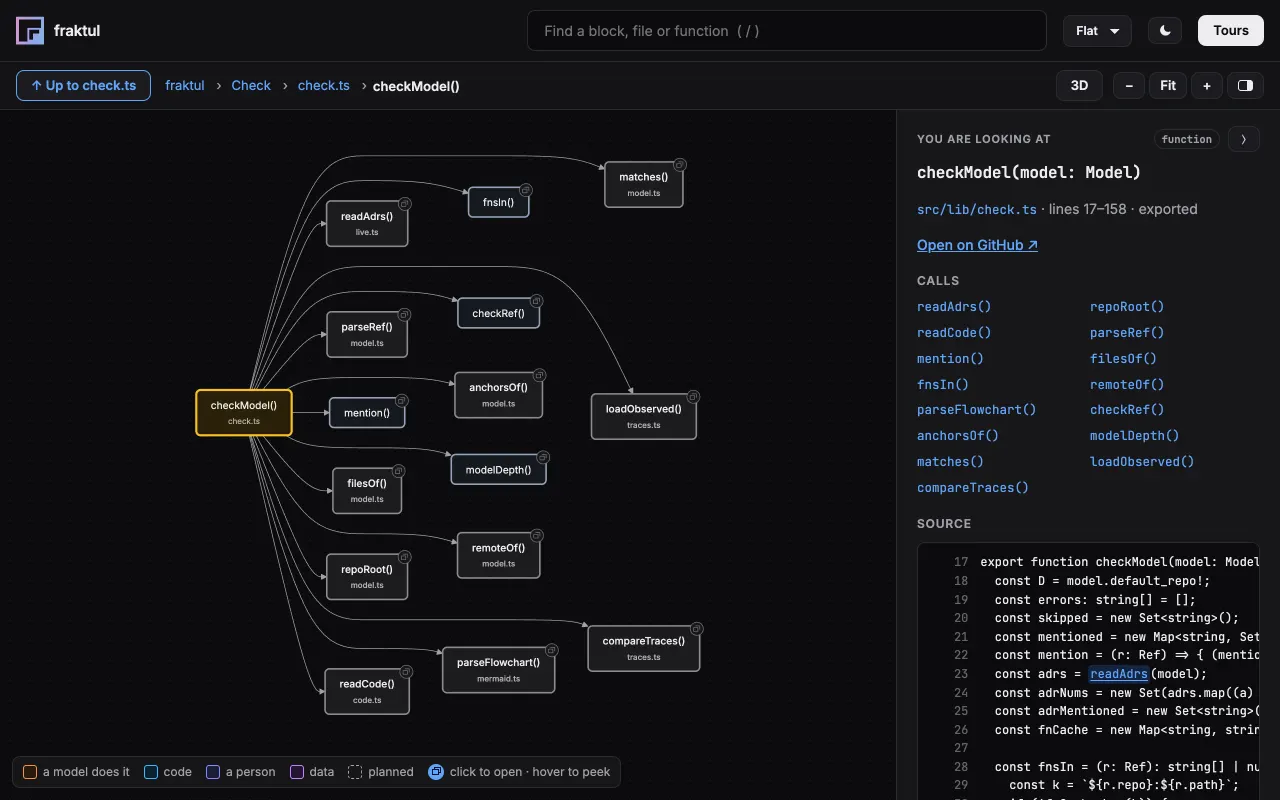 fraktul
Find a block, file or function ( / )
Flat
Tours
↑ Up to check.ts
fraktul › Check › check.ts › checkModel()
3D
−
Fit
+
matches()
model.ts
fnsIn()
readAdrs()
live.ts
checkRef()
parseRef()
model.ts
anchorsOf()
model.ts
checkModel()
check.ts
mention()
loadObserved()
traces.ts
modelDepth()
filesOf()
model.ts
remoteOf()
model.ts
repoRoot()
model.ts
compareTraces()
traces.ts
parseFlowchart()
mermaid.ts
readCode()
code.ts
a model does it
code
a person
data
planned
click to open · hover to peek
YOU ARE LOOKING AT
function
checkModel(model: Model)
src/lib/check.ts · lines 17–158 · exported
Open on GitHub ↗
CALLS
readAdrs() repoRoot()
readCode() parseRef()
mention() filesOf()
fnsIn() remoteOf()
parseFlowchart() checkRef()
anchorsOf() modelDepth()
matches() loadObserved()
compareTraces()
SOURCE
17 export function checkModel(model: Model
18 const D = model.default_repo!;
19 const errors: string[] = [];
20 const skipped = new Set<string>();
21 const mentioned = new Map<string, Set
22 const mention = (r: Ref) => { (mentio
23 const adrs = readAdrs(model);
24 const adrNums = new Set(adrs.map((a)
25 const adrMentioned = new Set<string>(
26 const fnCache = new Map<string, strin
27
28 const fnsIn = (r: Ref): string[] | nu
29 const k = `${r.repo}:${r.path}`;